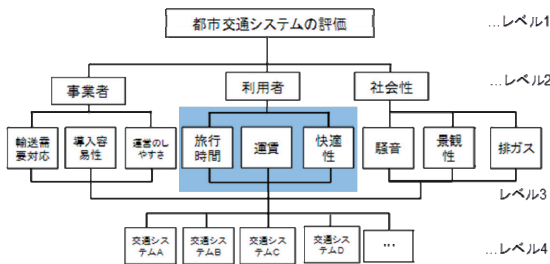 都市交通システムの評価
…レベル1
事業者
利用者
社会性
…レベル2
輸送需
要対応
導入容
易性
運営のし
やすさ
旅行
時間
運賃
快適
性
騒音
景観
性
排ガス
レベル3
交通シス
テムA
交通シス
テムB
交通シス
テムC
交通シス
テムD
…
…レベル4